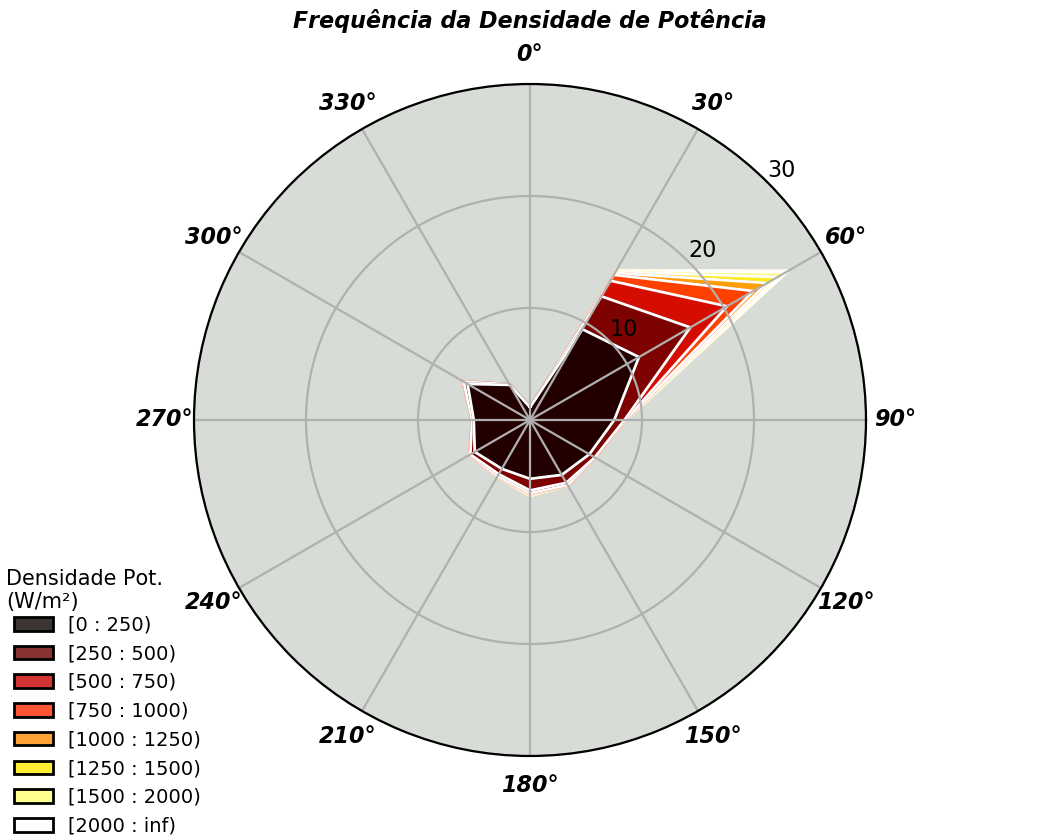 Frequência da Densidade de Potência
0°
330°
30°
30
300°
60°
20
10
270°
90°
240°
120°
210°
150°
180°
Densidade Pot.
(W/m²)
[0 : 250)
[250 : 500)
[500 : 750)
[750 : 1000)
[1000 : 1250)
[1250 : 1500)
[1500 : 2000)
[2000 : inf)